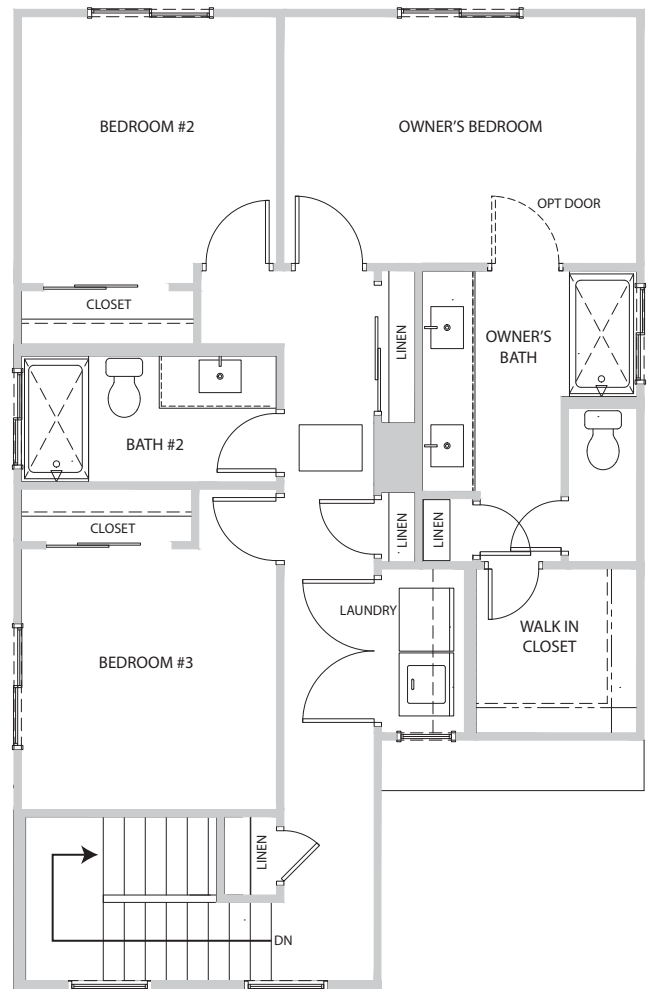 BEDROOM #2
OWNER'S BEDROOM
OPT DOOR
CLOSET
LINEN
OWNER'S
BATH
BATH #2
CLOSET
LINEN
LINEN
LAUNDRY
WALK IN
CLOSET
BEDROOM #3
LINEN
DN